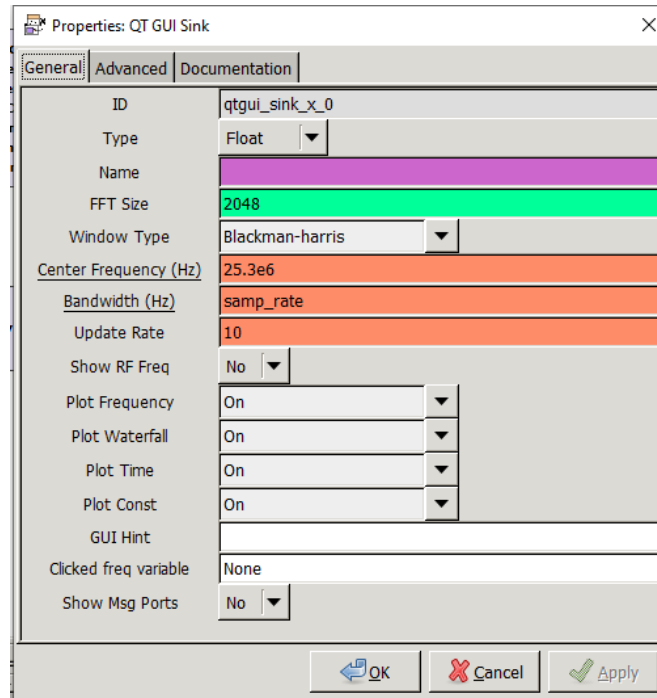 Properties: QT GUI Sink
General Advanced Documentation
ID qtgui_sink_x_0
Type Float
Name
FFT Size 2048
Window Type Blackman-harris
Center Frequency (Hz) 25.3e6
Bandwidth (Hz) samp_rate
Update Rate 10
Show RF Freq No
Plot Frequency On
Plot Waterfall On
Plot Time On
Plot Const On
GUI Hint
Clicked freq variable None
Show Msg Ports No
OK Cancel Apply